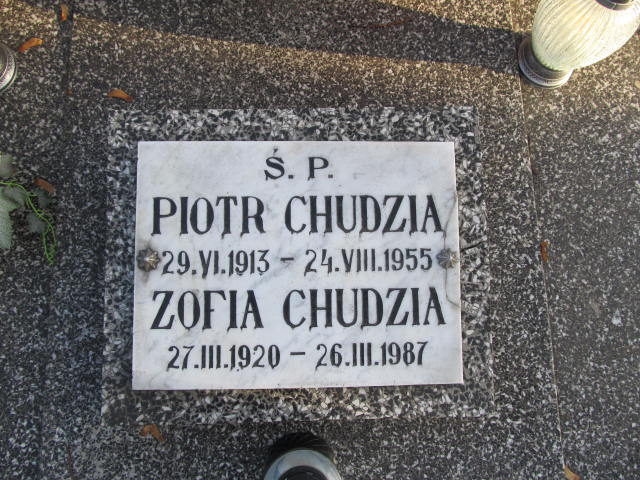 Ś. P.
PIOTR CHUDZIA
29.VI.1913 – 24.VIII.1955
ZOFIA CHUDZIA
27.III.1920 – 26.III.1987